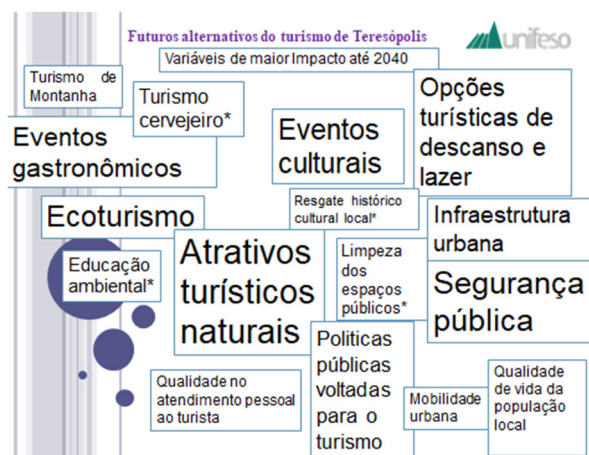 Futuros alternativos do turismo de Teresópolis
unifeso
Variáveis de maior Impacto até 2040
Turismo de
Montanha
Turismo
cervejeiro*
Opções
turísticas de
descanso e
lazer
Eventos
gastronômicos
Eventos
culturais
Ecoturismo
Resgate histórico
cultural local*
Infraestrutura
urbana
Educação
ambiental*
Atrativos
turísticos
naturais
Limpeza
dos
espaços
públicos*
Segurança
pública
Politicas
públicas
voltadas
para o
turismo
Qualidade no
atendimento pessoal
ao turista
Mobilidade
urbana
Qualidade
de vida da
população
local